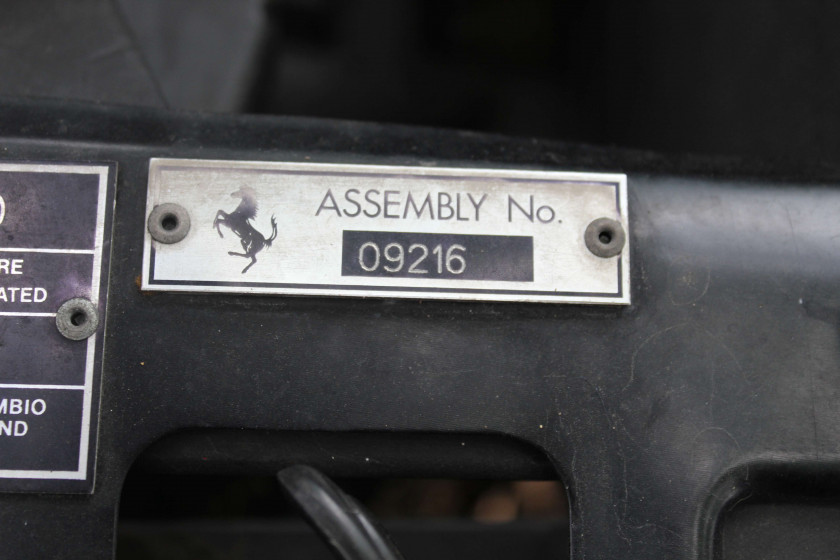 RE
ATED
MBIO
ND
ASSEMBLY No.
09216